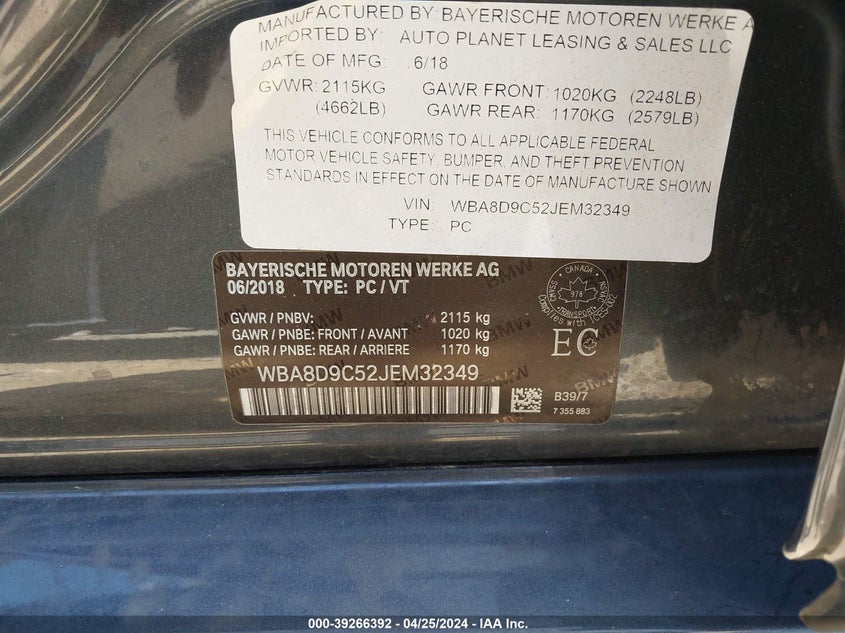 MANUFACTURED BY: BAYERISCHE MOTOREN WERKE A
IMPORTED BY: AUTO PLANET LEASING & SALES LLC
DATE OF MFG: 6/18
GVWR: 2115KG GAWR FRONT: 1020KG (2248LB)
(4662LB) GAWR REAR: 1170KG (2579LB)
THIS VEHICLE CONFORMS TO ALL APPLICABLE FEDERAL
MOTOR VEHICLE SAFETY, BUMPER, AND THEFT PREVENTION
STANDARDS IN EFFECT ON THE DATE OF MANUFACTURE SHOWN
VIN: WBA8D9C52JEM32349
TYPE: PC
BAYERISCHE MOTOREN WERKE AG
06/2018 TYPE: PC / VT
GVWR / PNBV: 2115 kg
GAWR / PNBE: FRONT / AVANT 1020 kg
GAWR / PNBE: REAR / ARRIERE 1170 kg
WBA8D9C52JEM32349
CANADA
978
TRANSPORT
EC
B39/7
7 355 883
BMW
000-39266392 - 04/25/2024 - IAA Inc.